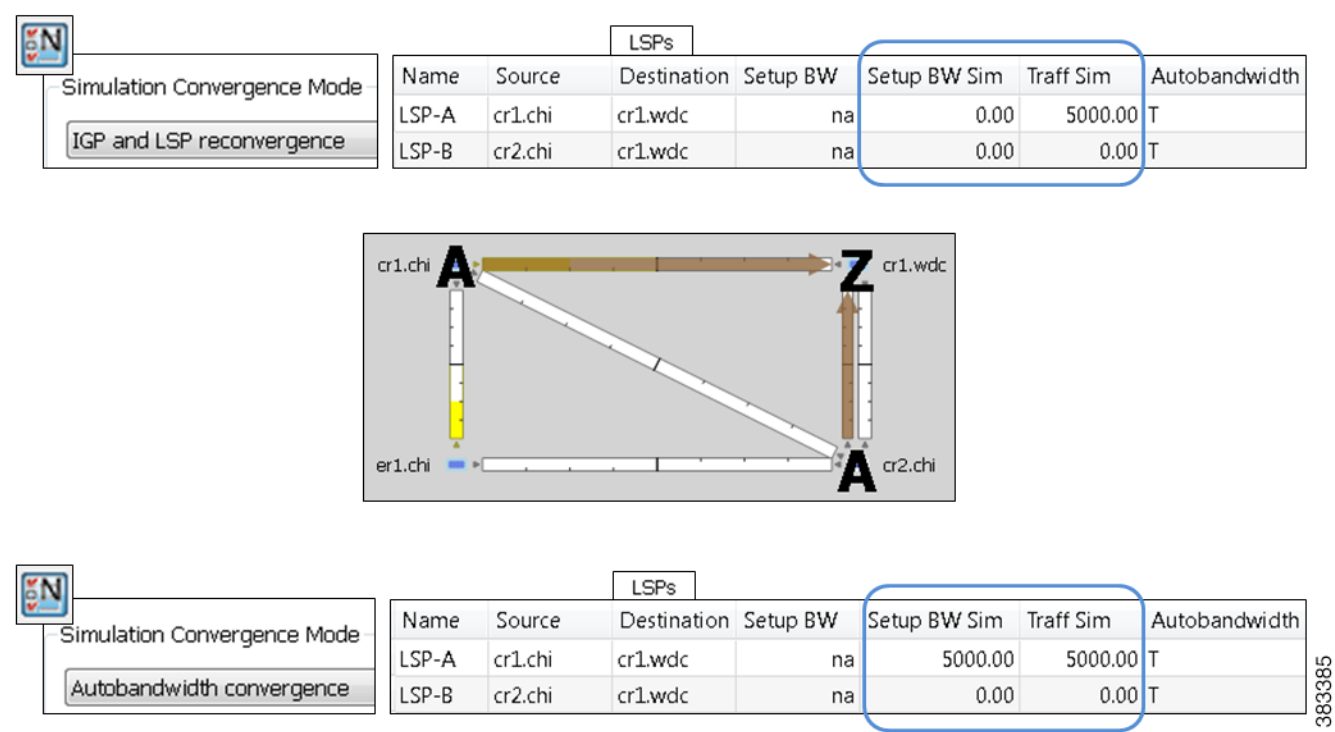 N
LSPs
Simulation Convergence Mode
IGP and LSP reconvergence
Name Source Destination Setup BW Setup BW Sim Traff Sim Autobandwidth
LSP-A cr1.chi cr1.wdc na 0.00 5000.00 T
LSP-B cr2.chi cr1.wdc na 0.00 0.00 T
cr1.chi A Z cr1.wdc
er1.chi A cr2.chi
N
LSPs
Simulation Convergence Mode
Autobandwidth convergence
Name Source Destination Setup BW Setup BW Sim Traff Sim Autobandwidth
LSP-A cr1.chi cr1.wdc na 5000.00 5000.00 T
LSP-B cr2.chi cr1.wdc na 0.00 0.00 T
383385